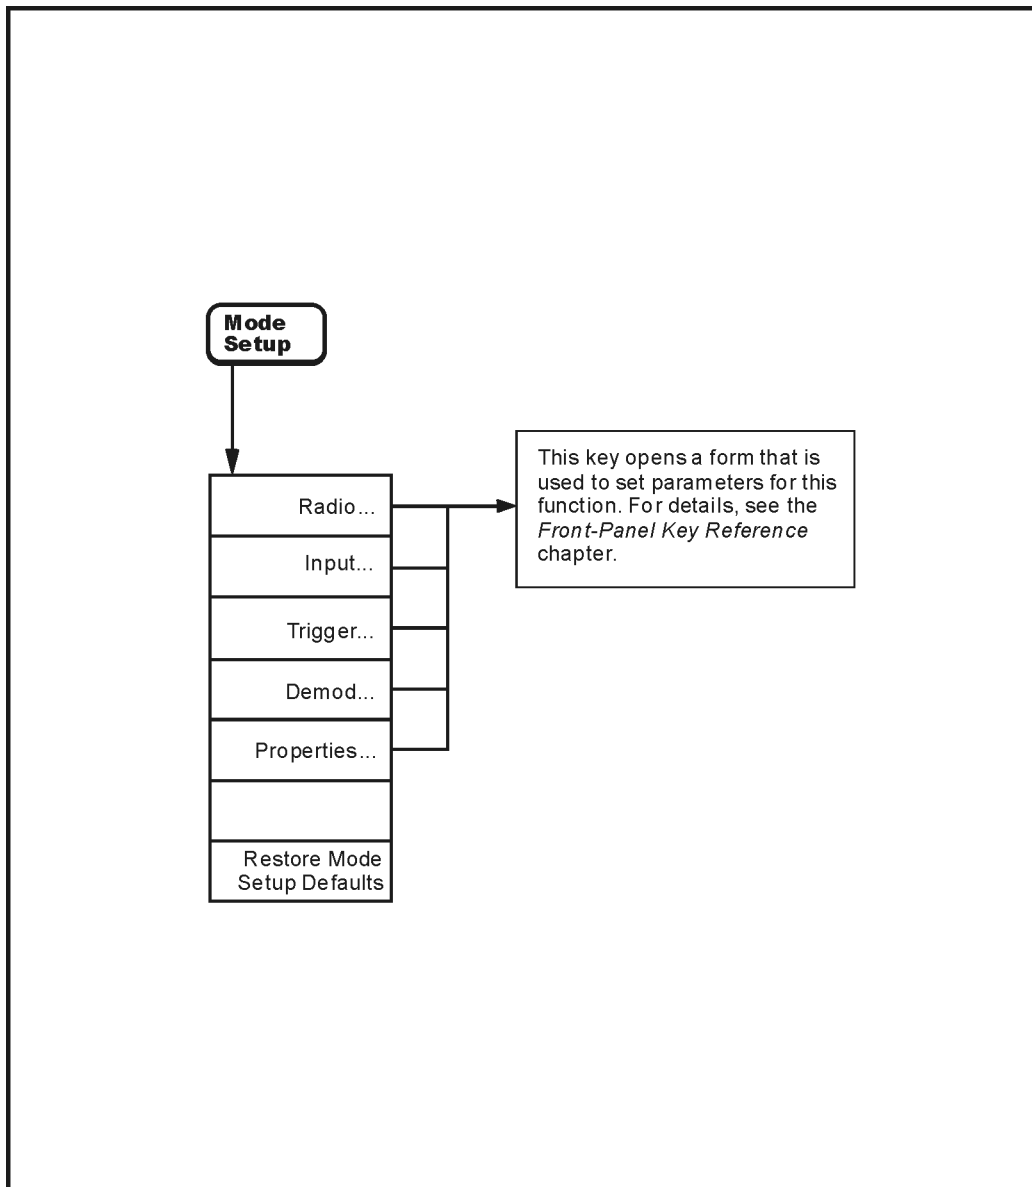 Mode
Setup
Radio...
Input...
Trigger...
Demod...
Properties...
Restore Mode
Setup Defaults
This key opens a form that is
used to set parameters for this
function. For details, see the
Front-Panel Key Reference
chapter.